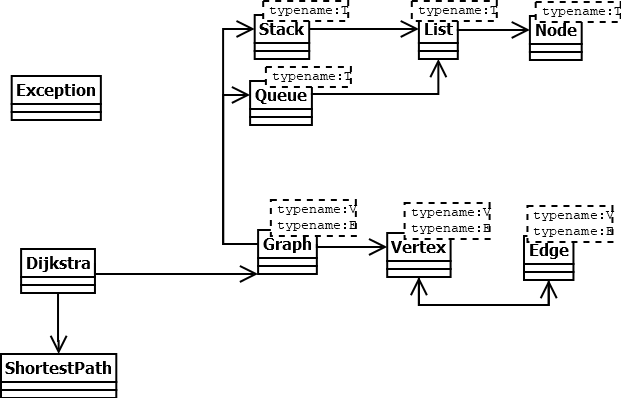 typename:T
Stack
typename:T
List
typename:T
Node
typename:T
Queue
Exception
typename:V
typename:E
Graph
typename:V
typename:E
Vertex
typename:V
typename:E
Edge
Dijkstra
ShortestPath